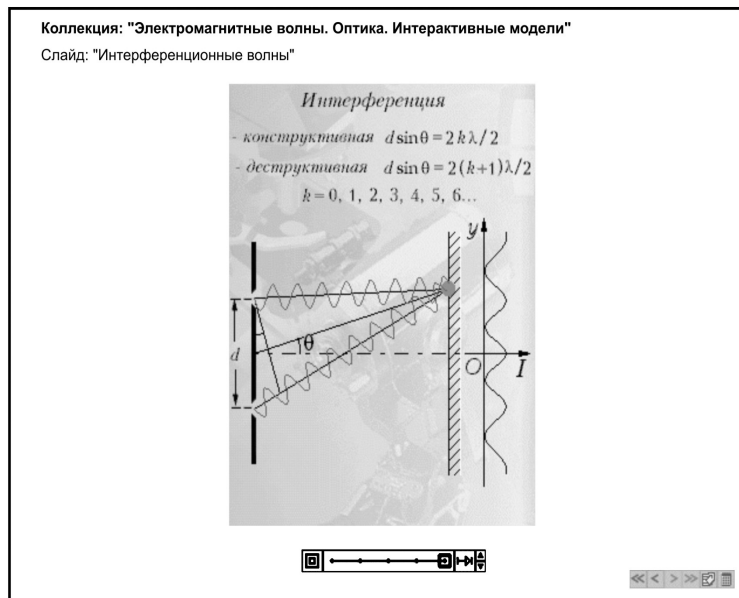 Коллекция: "Электромагнитные волны. Оптика. Интерактивные модели"
Слайд: "Интерференционные волны"
Интерференция
- конструктивная d sin θ = 2kλ/2
- деструктивная d sin θ = 2(k+1)λ/2
k = 0, 1, 2, 3, 4, 5, 6...
y
θ
d
O
I